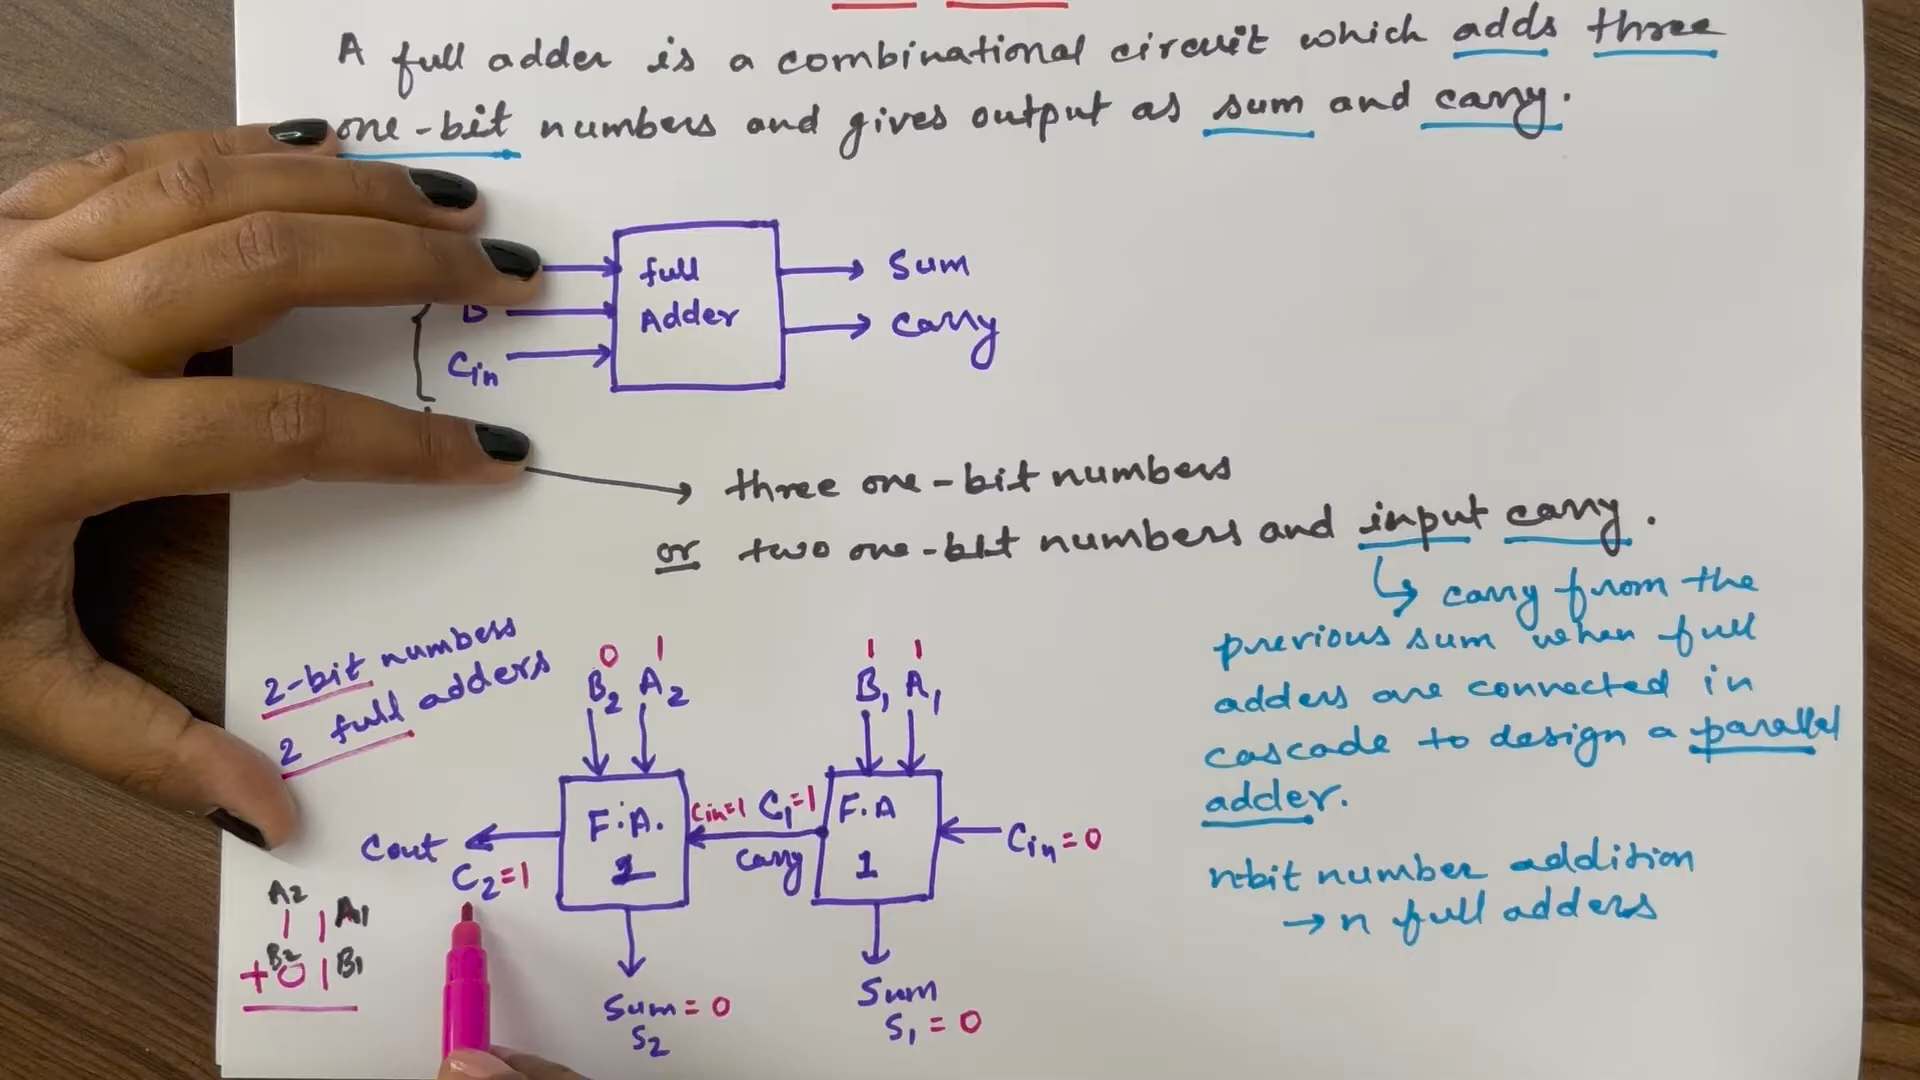 A full adder is a combinational circuit which adds three
one-bit numbers and gives output as sum and carry.
full
Adder
Cin
Sum
Carry
three one-bit numbers
or two one-bit numbers and input carry.
carry from the
previous sum when full
adders are connected in
cascade to design a parallel
adder.
n-bit number addition
→ n full adders
2-bit numbers
2 full adders
0 1
B2 A2
1 1
B1 A1
F.A.
2
Cin=1 C1=1
carry
F.A
1
Cin=0
Cout
C2=1
Sum=0
S2
Sum
S1=0
A2
1 1 A1
B2
+0 1 B1